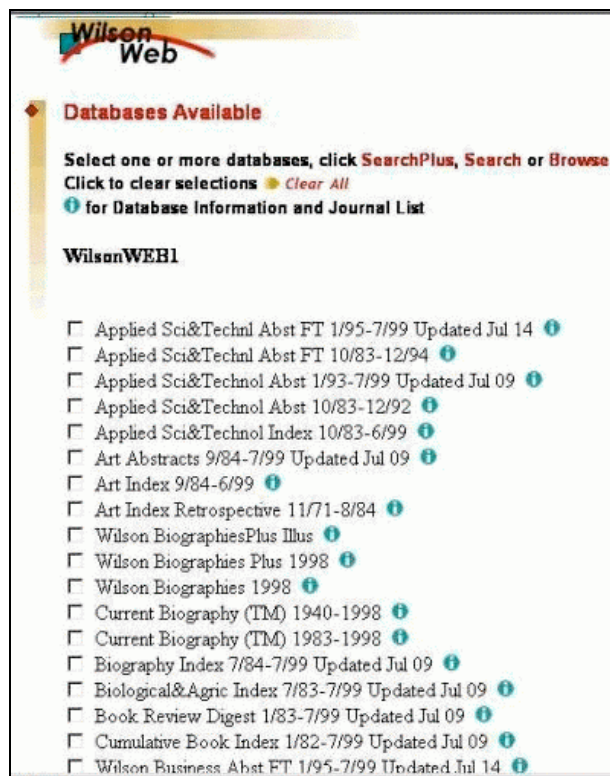 Wilson
Web
Databases Available
Select one or more databases, click SearchPlus, Search or Browse
Click to clear selections Clear All
i for Database Information and Journal List
WilsonWEB1
Applied Sci&Technl Abst FT 1/95-7/99 Updated Jul 14 i
Applied Sci&Technl Abst FT 10/83-12/94 i
Applied Sci&Technol Abst 1/93-7/99 Updated Jul 09 i
Applied Sci&Technol Abst 10/83-12/92 i
Applied Sci&Technol Index 10/83-6/99 i
Art Abstracts 9/84-7/99 Updated Jul 09 i
Art Index 9/84-6/99 i
Art Index Retrospective 11/71-8/84 i
Wilson BiographiesPlus Illus i
Wilson Biographies Plus 1998 i
Wilson Biographies 1998 i
Current Biography (TM) 1940-1998 i
Current Biography (TM) 1983-1998 i
Biography Index 7/84-7/99 Updated Jul 09 i
Biological&Agric Index 7/83-7/99 Updated Jul 09 i
Book Review Digest 1/83-7/99 Updated Jul 09 i
Cumulative Book Index 1/82-7/99 Updated Jul 09 i
Wilson Business Abst FT 1/95-7/99 Updated Jul 14 i